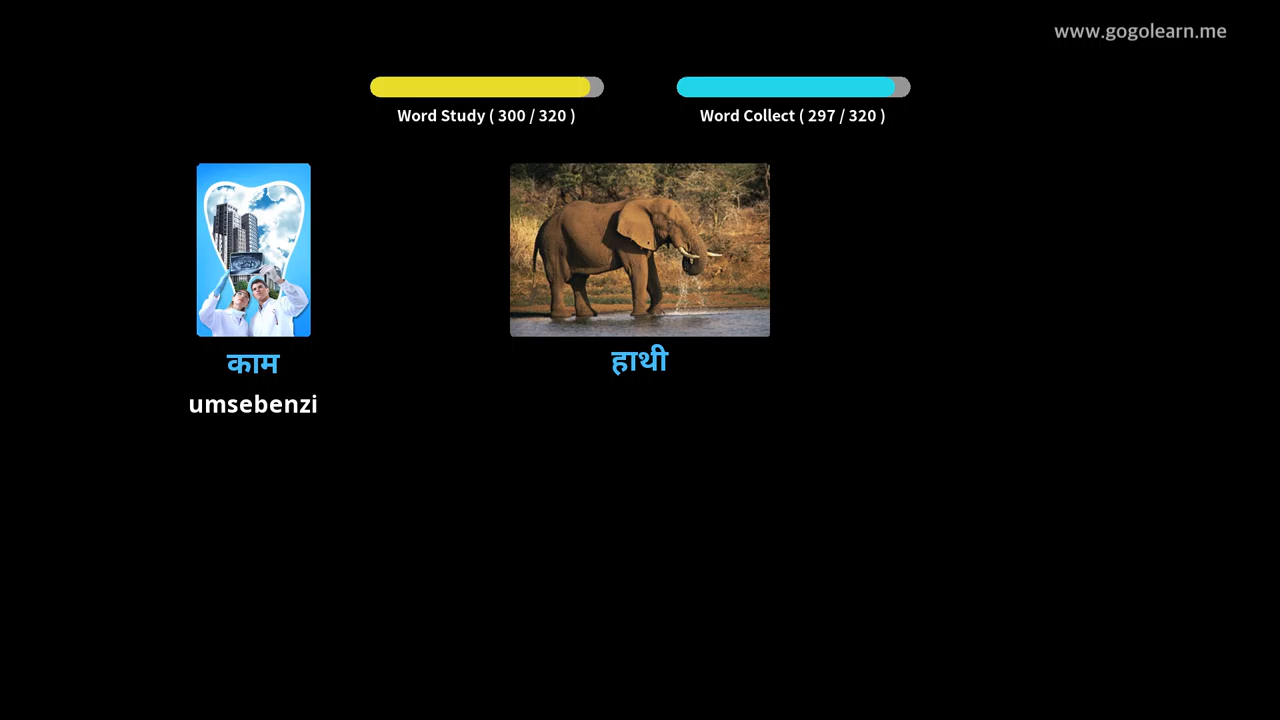 www.gogolearn.me
Word Study ( 300 / 320 )
Word Collect ( 297 / 320 )
काम
हाथी
umsebenzi